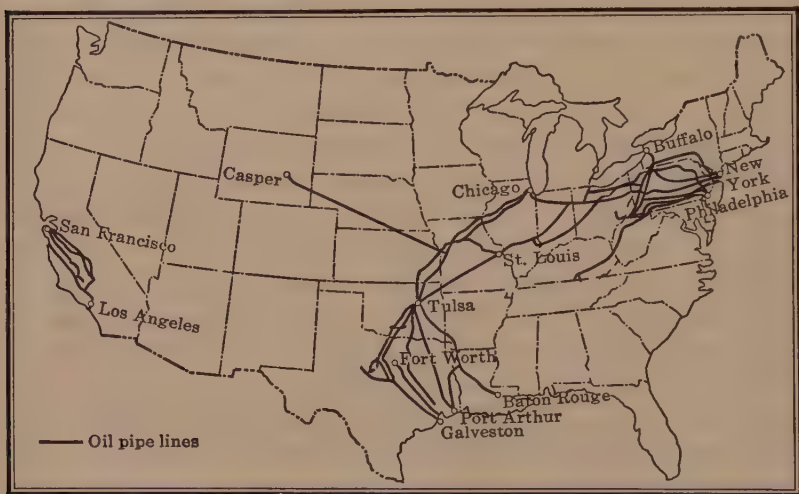 Buffalo
Casper
Chicago
New
York
Philadelphia
San Francisco
St. Louis
Los Angeles
Tulsa
Fort Worth
Baton Rouge
Port Arthur
Galveston
Oil pipe lines